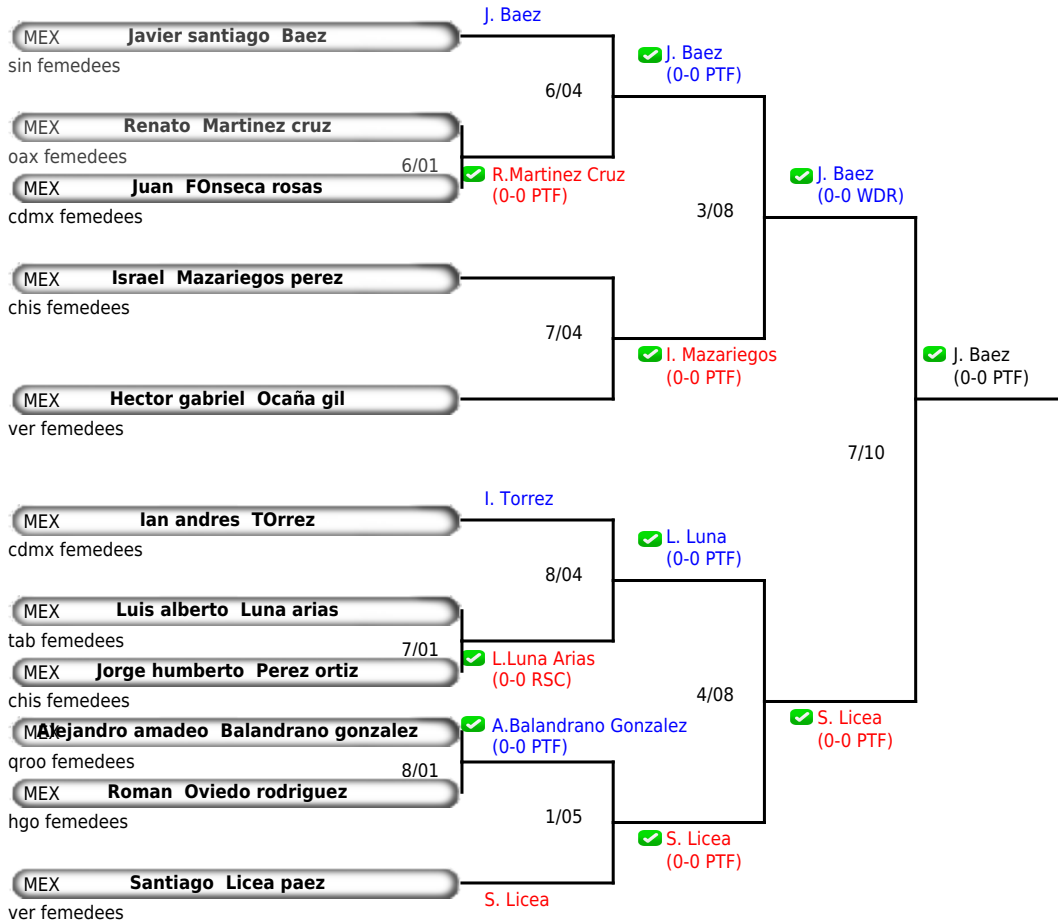 J. Baez
MEX Javier santiago Baez
sin femedees
6/04
J. Baez
(0-0 PTF)
MEX Renato Martinez cruz
oax femedees
6/01
R.Martinez Cruz
(0-0 PTF)
MEX Juan FOnseca rosas
cdmx femedees
3/08
J. Baez
(0-0 WDR)
MEX Israel Mazariegos perez
chis femedees
7/04
I. Mazariegos
(0-0 PTF)
J. Baez
(0-0 PTF)
MEX Hector gabriel Ocaña gil
ver femedees
7/10
I. Torrez
MEX Ian andres TOrrez
cdmx femedees
8/04
L. Luna
(0-0 PTF)
MEX Luis alberto Luna arias
tab femedees
7/01
L.Luna Arias
(0-0 RSC)
MEX Jorge humberto Perez ortiz
chis femedees
4/08
S. Licea
(0-0 PTF)
MEX Alejandro amadeo Balandrano gonzalez
qroo femedees
A.Balandrano Gonzalez
(0-0 PTF)
8/01
MEX Roman Oviedo rodriguez
hgo femedees
1/05
S. Licea
(0-0 PTF)
MEX Santiago Licea paez
ver femedees
S. Licea